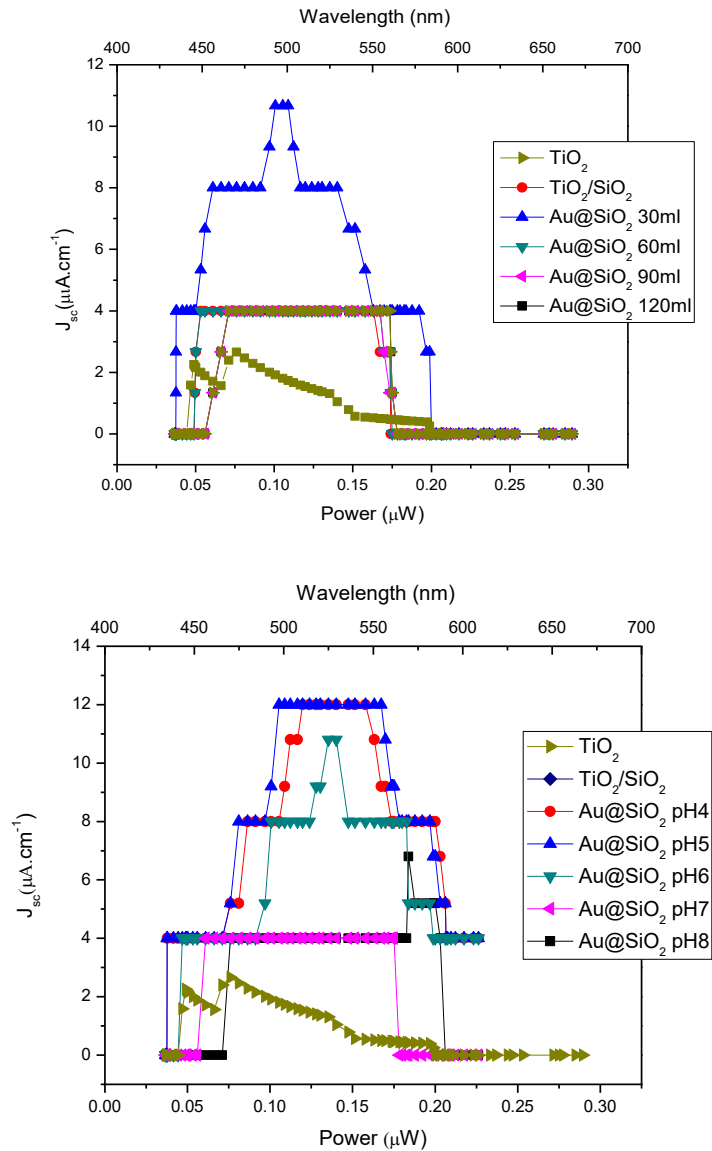 Wavelength (nm)
400 450 500 550 600 650 700
12
10
8
6
4
2
0
J_sc(µιA.cm⁻¹)
TiO₂
TiO₂/SiO₂
Au@SiO₂ 30ml
Au@SiO₂ 60ml
Au@SiO₂ 90ml
Au@SiO₂ 120ml
0.00 0.05 0.10 0.15 0.20 0.25 0.30
Power (µW)
Wavelength (nm)
400 450 500 550 600 650 700
14
12
10
8
6
4
2
0
J_sc(µA.cm⁻¹)
TiO₂
TiO₂/SiO₂
Au@SiO₂ pH4
Au@SiO₂ pH5
Au@SiO₂ pH6
Au@SiO₂ pH7
Au@SiO₂ pH8
0.00 0.05 0.10 0.15 0.20 0.25 0.30
Power (µW)